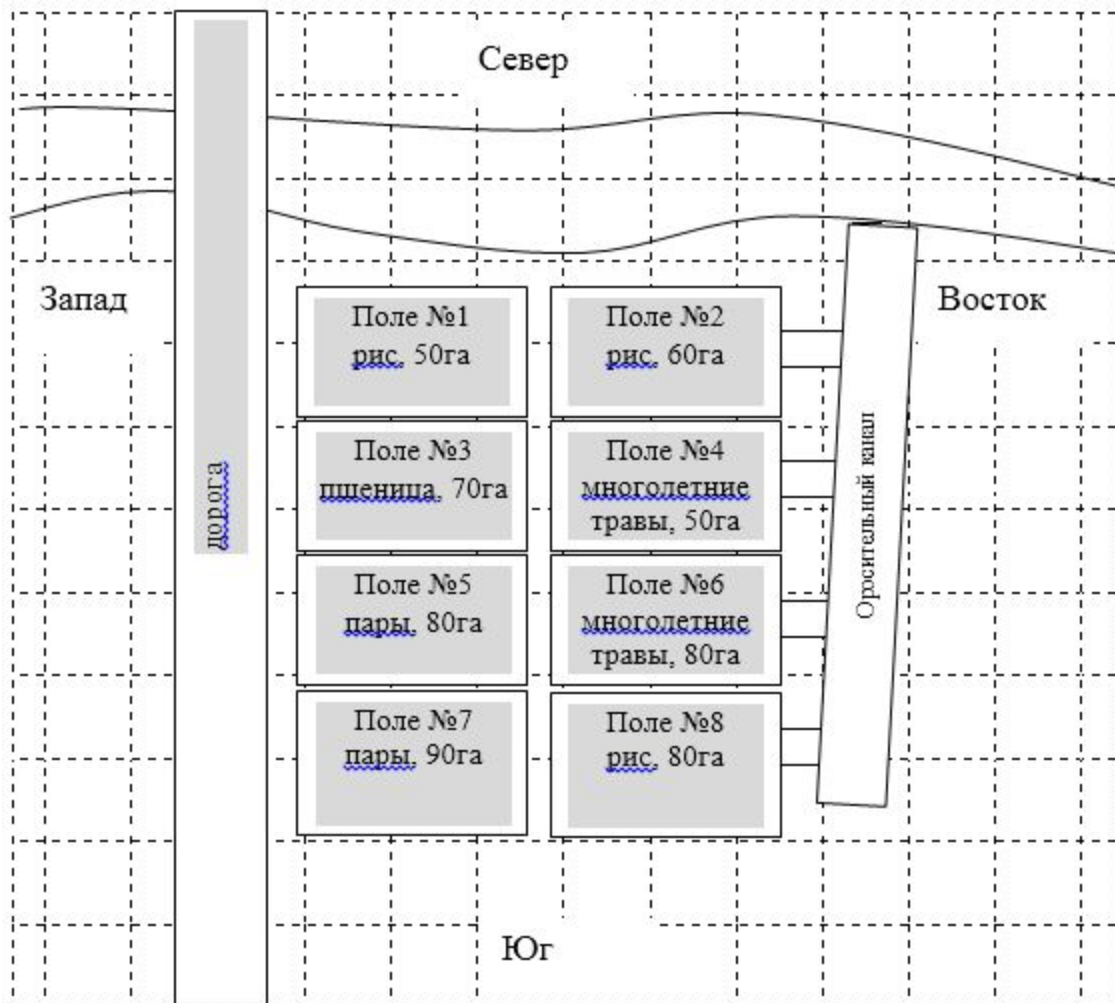 Север
Запад
Восток
Поле №1
рис, 50га
Поле №2
рис, 60га
Поле №3
пшеница, 70га
Поле №4
многолетние
травы, 50га
дорога
Оросительный канал
Поле №5
пары, 80га
Поле №6
многолетние
травы, 80га
Поле №7
пары, 90га
Поле №8
рис, 80га
Юг